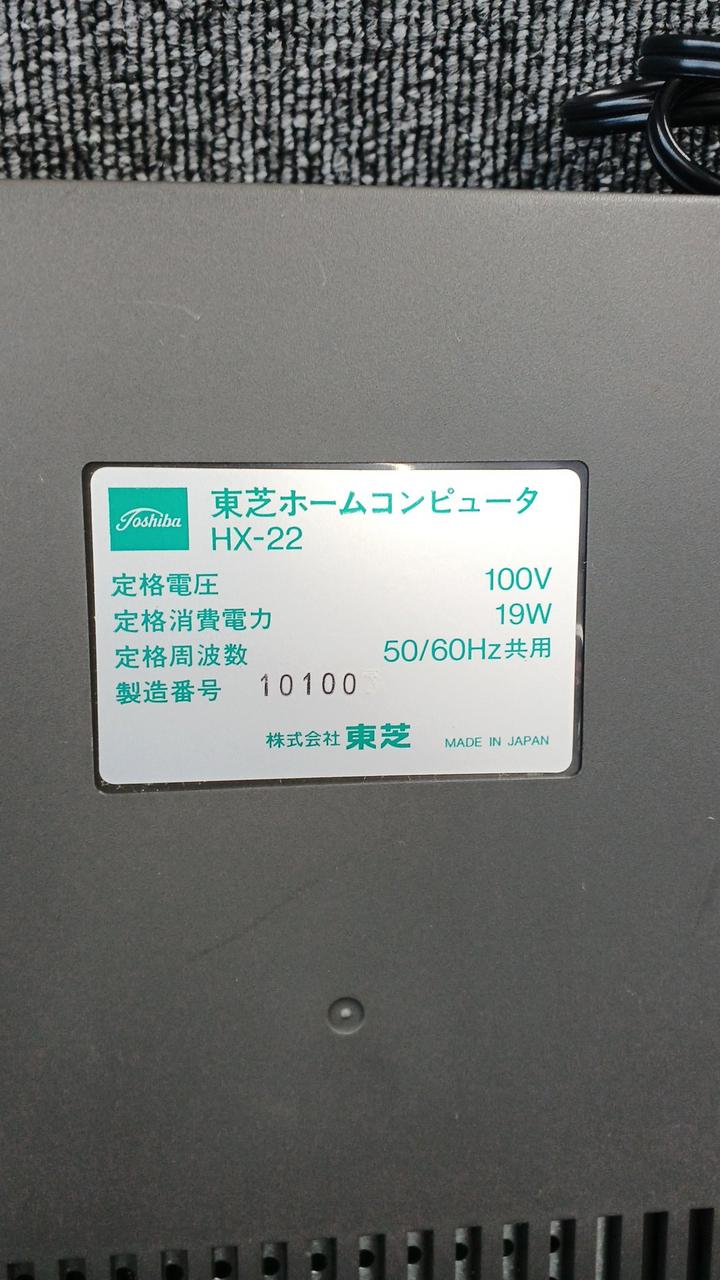 Toshiba
東芝ホームコンピュータ
HX-22
定格電圧 100V
定格消費電力 19W
定格周波数 50/60Hz共用
製造番号 10100
株式会社 東芝 MADE IN JAPAN